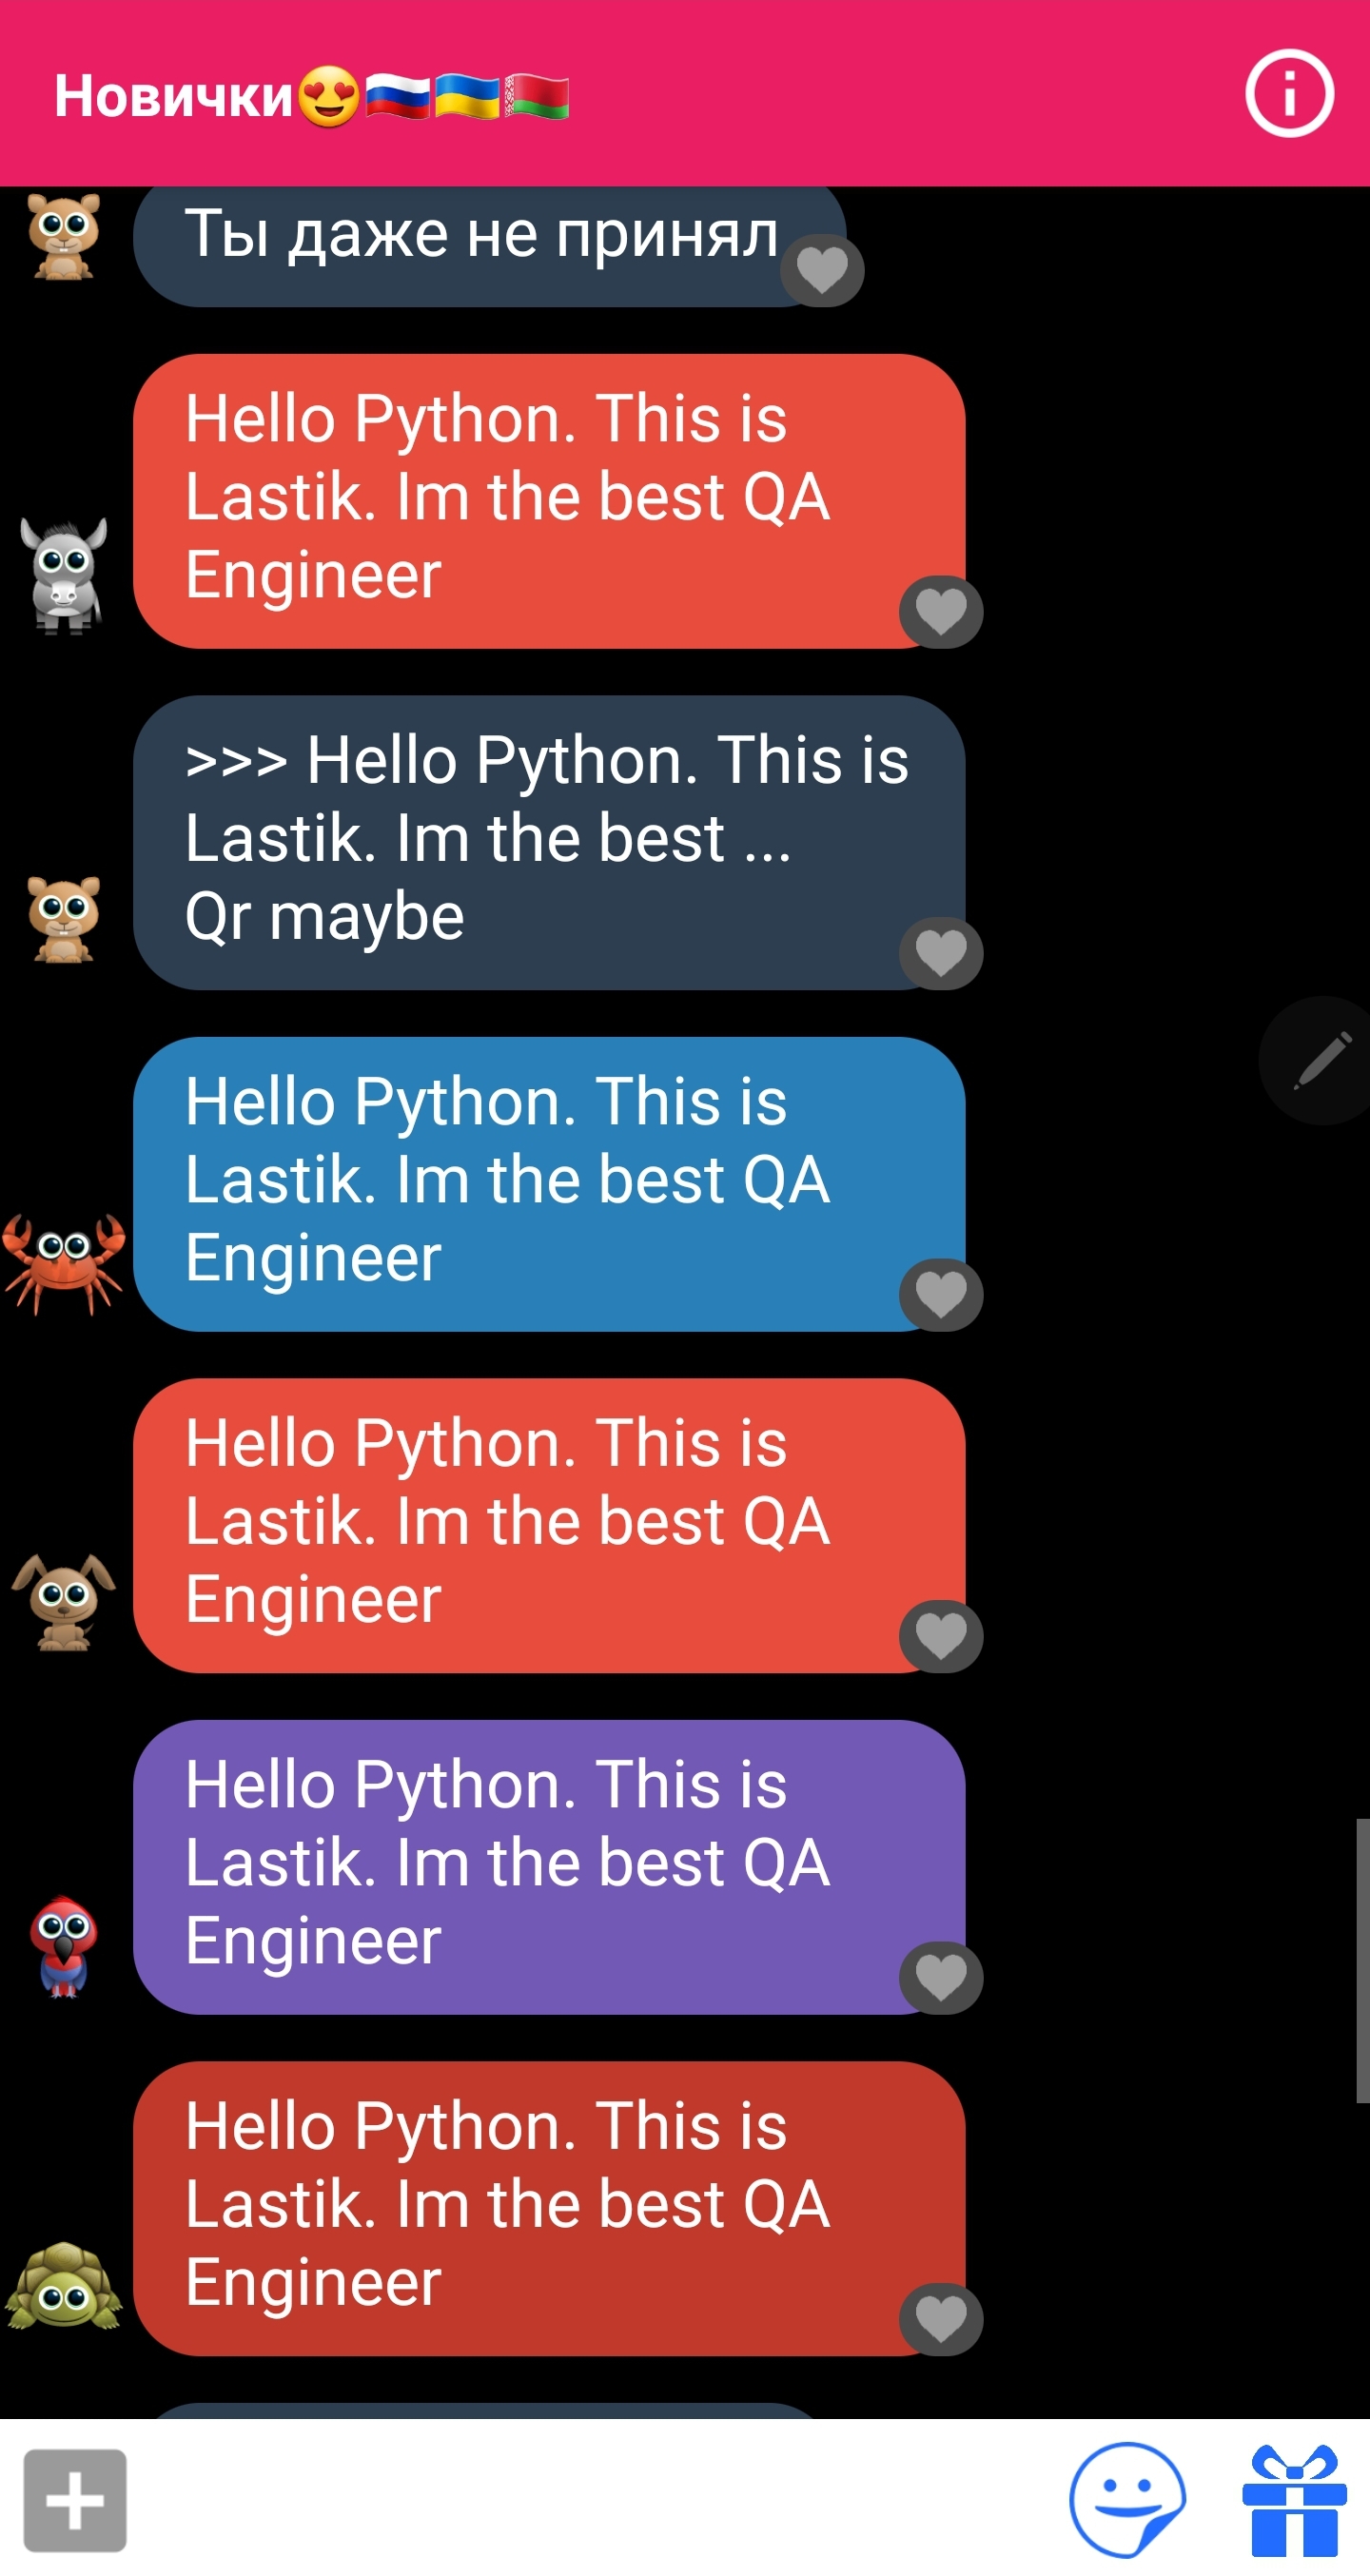 Новички😍🇷🇺🇺🇦🇧🇾
Ты даже не принял
Hello Python. This is
Lastik. Im the best QA
Engineer
>>> Hello Python. This is
Lastik. Im the best ...
Qr maybe
Hello Python. This is
Lastik. Im the best QA
Engineer
Hello Python. This is
Lastik. Im the best QA
Engineer
Hello Python. This is
Lastik. Im the best QA
Engineer
Hello Python. This is
Lastik. Im the best QA
Engineer